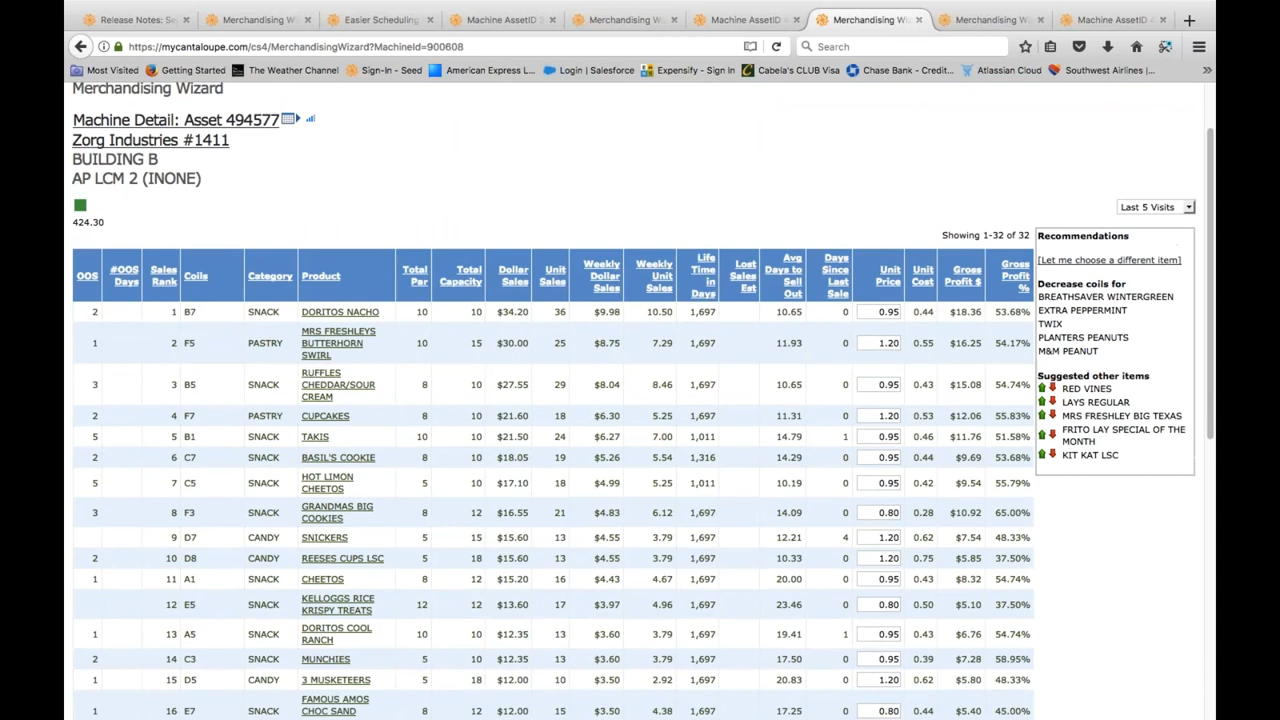 Release Notes: Se
Merchandising W
Easier Scheduling
Machine AssetID
Merchandising W
Machine AssetID
Merchandising Wiz
Merchandising W
Machine AssetID
https://mycantaloupe.com/cs4/MerchandisingWizard?MachineId=900608
Search
Most Visited
Getting Started
The Weather Channel
Sign-In - Seed
American Express L...
Login | Salesforce
Expensify - Sign In
Cabela's CLUB Visa
Chase Bank - Credit...
Atlassian Cloud
Southwest Airlines |...
Merchandising Wizard
Machine Detail: Asset 494577
Zorg Industries #1411
BUILDING B
AP LCM 2 (INONE)
424.30
Last 5 Visits
Showing 1-32 of 32
OOS #OOS Days Sales Rank Coils Category Product Total Par Total Capacity Dollar Sales Unit Sales Weekly Dollar Sales Weekly Unit Sales Life Time in Days Lost Sales Est Avg Days to Sell Out Days Since Last Sale Unit Price Unit Cost Gross Profit $ Gross Profit %
2 1 B7 SNACK DORITOS NACHO 10 10 $34.20 36 $9.98 10.50 1,697 10.65 0 0.95 0.44 $18.36 53.68%
1 2 F5 PASTRY MRS FRESHLEYS BUTTERHORN SWIRL 10 15 $30.00 25 $8.75 7.29 1,697 11.93 0 1.20 0.55 $16.25 54.17%
3 3 B5 SNACK RUFFLES CHEDDAR/SOUR CREAM 8 10 $27.55 29 $8.04 8.46 1,697 10.65 0 0.95 0.43 $15.08 54.74%
2 4 F7 PASTRY CUPCAKES 8 10 $21.60 18 $6.30 5.25 1,697 11.31 0 1.20 0.53 $12.06 55.83%
5 5 B1 SNACK TAKIS 10 10 $21.50 24 $6.27 7.00 1,011 14.79 1 0.95 0.46 $11.76 51.58%
2 6 C7 SNACK BASIL'S COOKIE 8 10 $18.05 19 $5.26 5.54 1,316 14.29 0 0.95 0.44 $9.69 53.68%
5 7 C5 SNACK HOT LIMON CHEETOS 5 10 $17.10 18 $4.99 5.25 1,011 10.19 0 0.95 0.42 $9.54 55.79%
3 8 F3 SNACK GRANDMAS BIG COOKIES 8 12 $16.55 21 $4.83 6.12 1,697 14.09 0 0.80 0.28 $10.92 65.00%
9 D7 CANDY SNICKERS 5 15 $15.60 13 $4.55 3.79 1,697 12.21 4 1.20 0.62 $7.54 48.33%
2 10 D8 CANDY REESES CUPS LSC 5 18 $15.60 13 $4.55 3.79 1,697 10.33 0 1.20 0.75 $5.85 37.50%
1 11 A1 SNACK CHEETOS 8 12 $15.20 16 $4.43 4.67 1,697 20.00 0 0.95 0.43 $8.32 54.74%
12 E5 SNACK KELLOGGS RICE KRISPY TREATS 12 12 $13.60 17 $3.97 4.96 1,697 23.46 0 0.80 0.50 $5.10 37.50%
1 13 A5 SNACK DORITOS COOL RANCH 10 10 $12.35 13 $3.60 3.79 1,697 19.41 1 0.95 0.43 $6.76 54.74%
2 14 C3 SNACK MUNCHIES 5 10 $12.35 13 $3.60 3.79 1,697 17.50 0 0.95 0.39 $7.28 58.95%
1 15 D5 CANDY 3 MUSKETEERS 5 18 $12.00 10 $3.50 2.92 1,697 20.83 0 1.20 0.62 $5.80 48.33%
1 16 E7 SNACK FAMOUS AMOS CHOC SAND 8 12 $12.00 15 $3.50 4.38 1,697 17.25 0 0.80 0.44 $5.40 45.00%
Recommendations
[Let me choose a different item]
Decrease coils for
BREATHSAVER WINTERGREEN
EXTRA PEPPERMINT
TWIX
PLANTERS PEANUTS
M&M PEANUT
Suggested other items
RED VINES
LAYS REGULAR
MRS FRESHLEY BIG TEXAS
FRITO LAY SPECIAL OF THE
MONTH
KIT KAT LSC